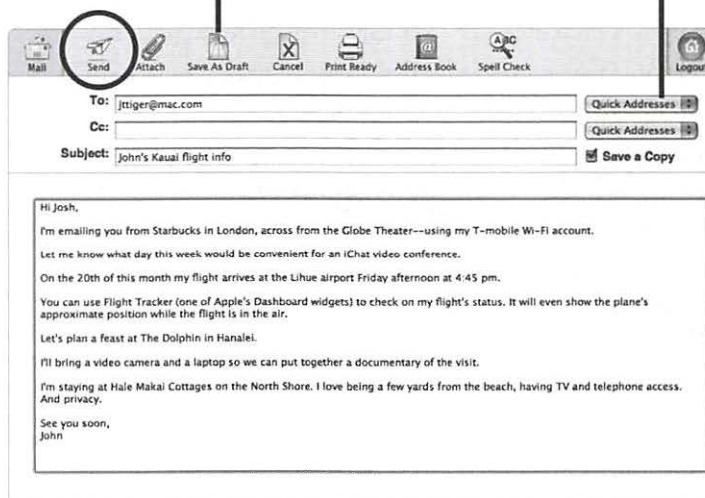 Mail Send Attach Save As Draft Cancel Print Ready Address Book Spell Check Logout
To: jttiger@mac.com Quick Addresses
Cc: Quick Addresses
Subject: John's Kauai flight info Save a Copy
Hi Josh,
I'm emailing you from Starbucks in London, across from the Globe Theater--using my T-mobile Wi-Fi account.
Let me know what day this week would be convenient for an iChat video conference.
On the 20th of this month my flight arrives at the Lihue airport Friday afternoon at 4:45 pm.
You can use Flight Tracker (one of Apple's Dashboard widgets) to check on my flight's status. It will even show the plane's
approximate position while the flight is in the air.
Let's plan a feast at The Dolphin in Hanalei.
I'll bring a video camera and a laptop so we can put together a documentary of the visit.
I'm staying at Hale Makai Cottages on the North Shore. I love being a few yards from the beach, having TV and telephone access.
And privacy.
See you soon,
John